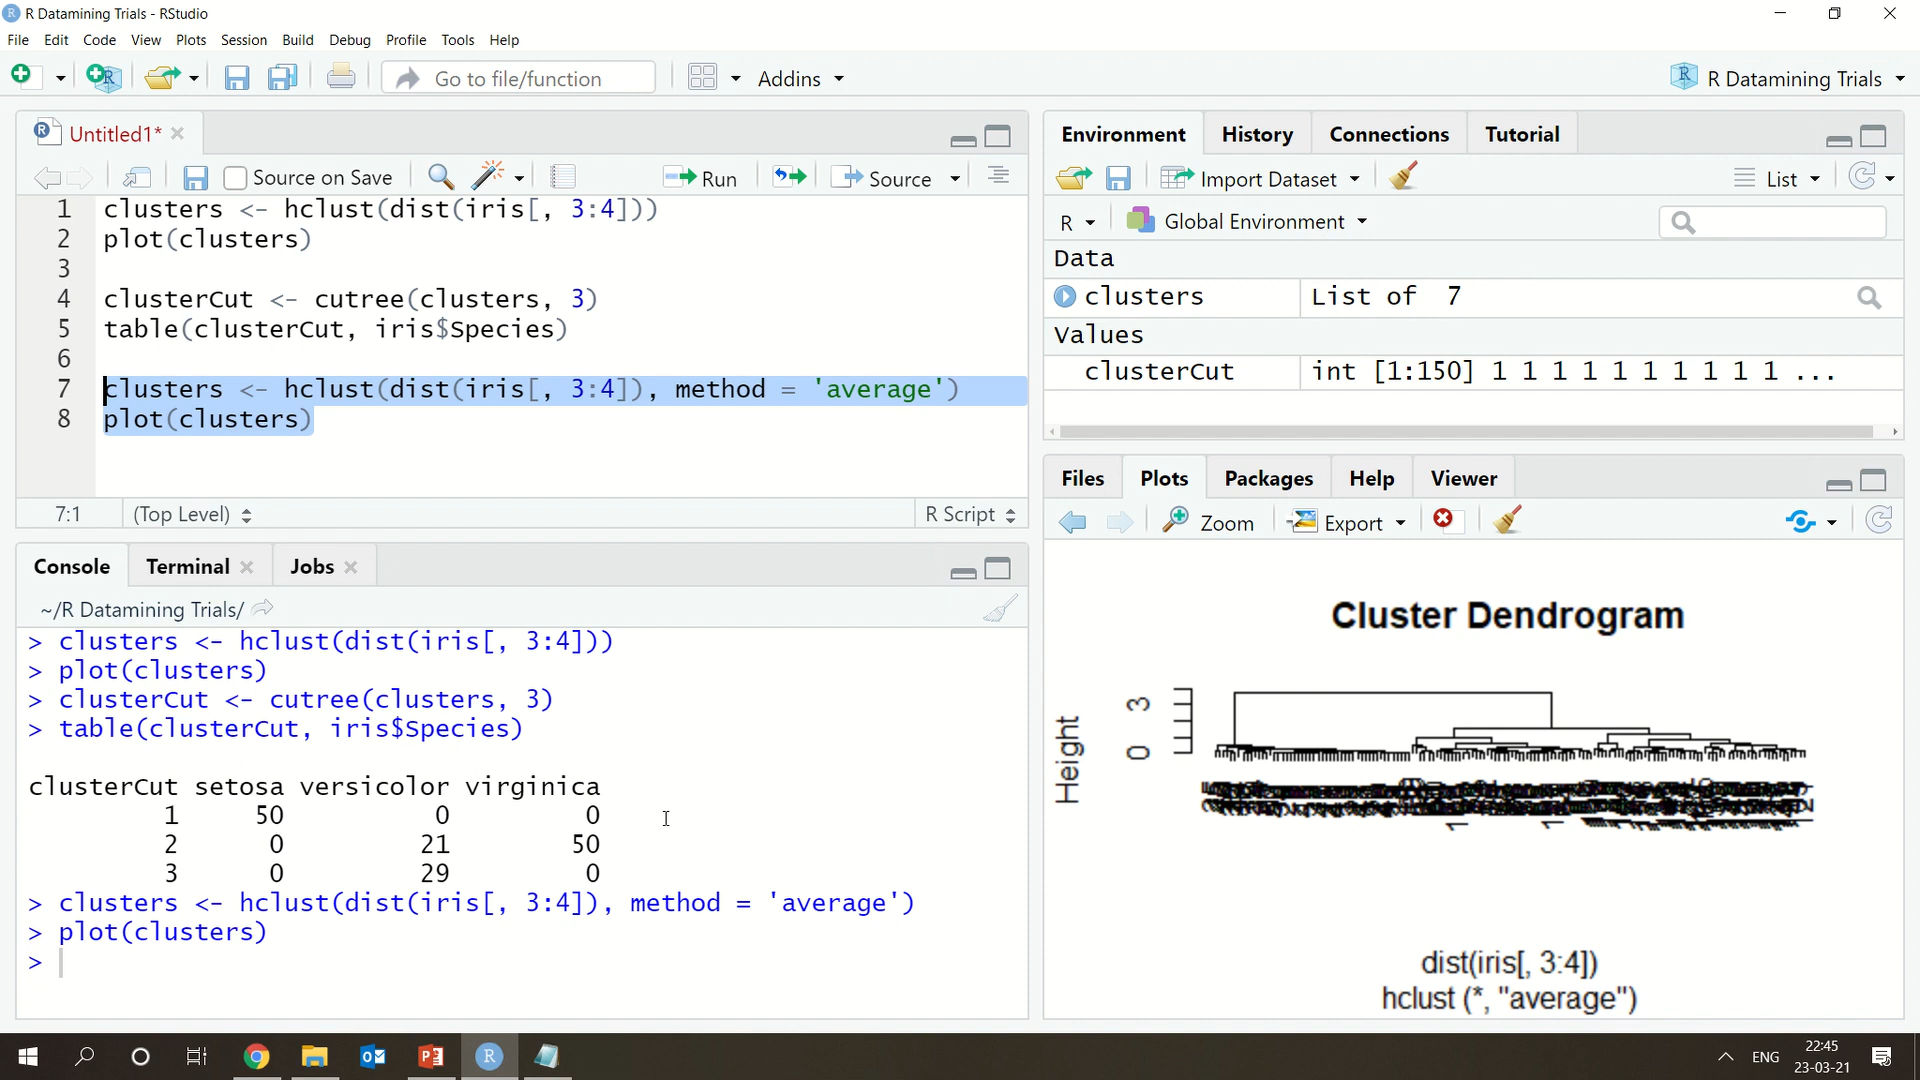 R Datamining Trials - RStudio
File Edit Code View Plots Session Build Debug Profile Tools Help
Go to file/function
Addins
R Datamining Trials
Untitled1*
Source on Save
Run
Source
1 clusters <- hclust(dist(iris[, 3:4]))
2 plot(clusters)
3
4 clusterCut <- cutree(clusters, 3)
5 table(clusterCut, iris$Species)
6
7 clusters <- hclust(dist(iris[, 3:4]), method = 'average')
8 plot(clusters)
7:1 (Top Level) R Script
Console Terminal Jobs
~/R Datamining Trials/
> clusters <- hclust(dist(iris[, 3:4]))
> plot(clusters)
> clusterCut <- cutree(clusters, 3)
> table(clusterCut, iris$Species)
clusterCut setosa versicolor virginica
1 50 0 0
2 0 21 50
3 0 29 0
> clusters <- hclust(dist(iris[, 3:4]), method = 'average')
> plot(clusters)
>
Environment History Connections Tutorial
Import Dataset
List
R Global Environment
Data
clusters List of 7
Values
clusterCut int [1:150] 1 1 1 1 1 1 1 1 1 1 ...
Files Plots Packages Help Viewer
Zoom Export
Cluster Dendrogram
Height
0 3
dist(iris[, 3:4])
hclust (*, "average")
ENG
22:45
23-03-21